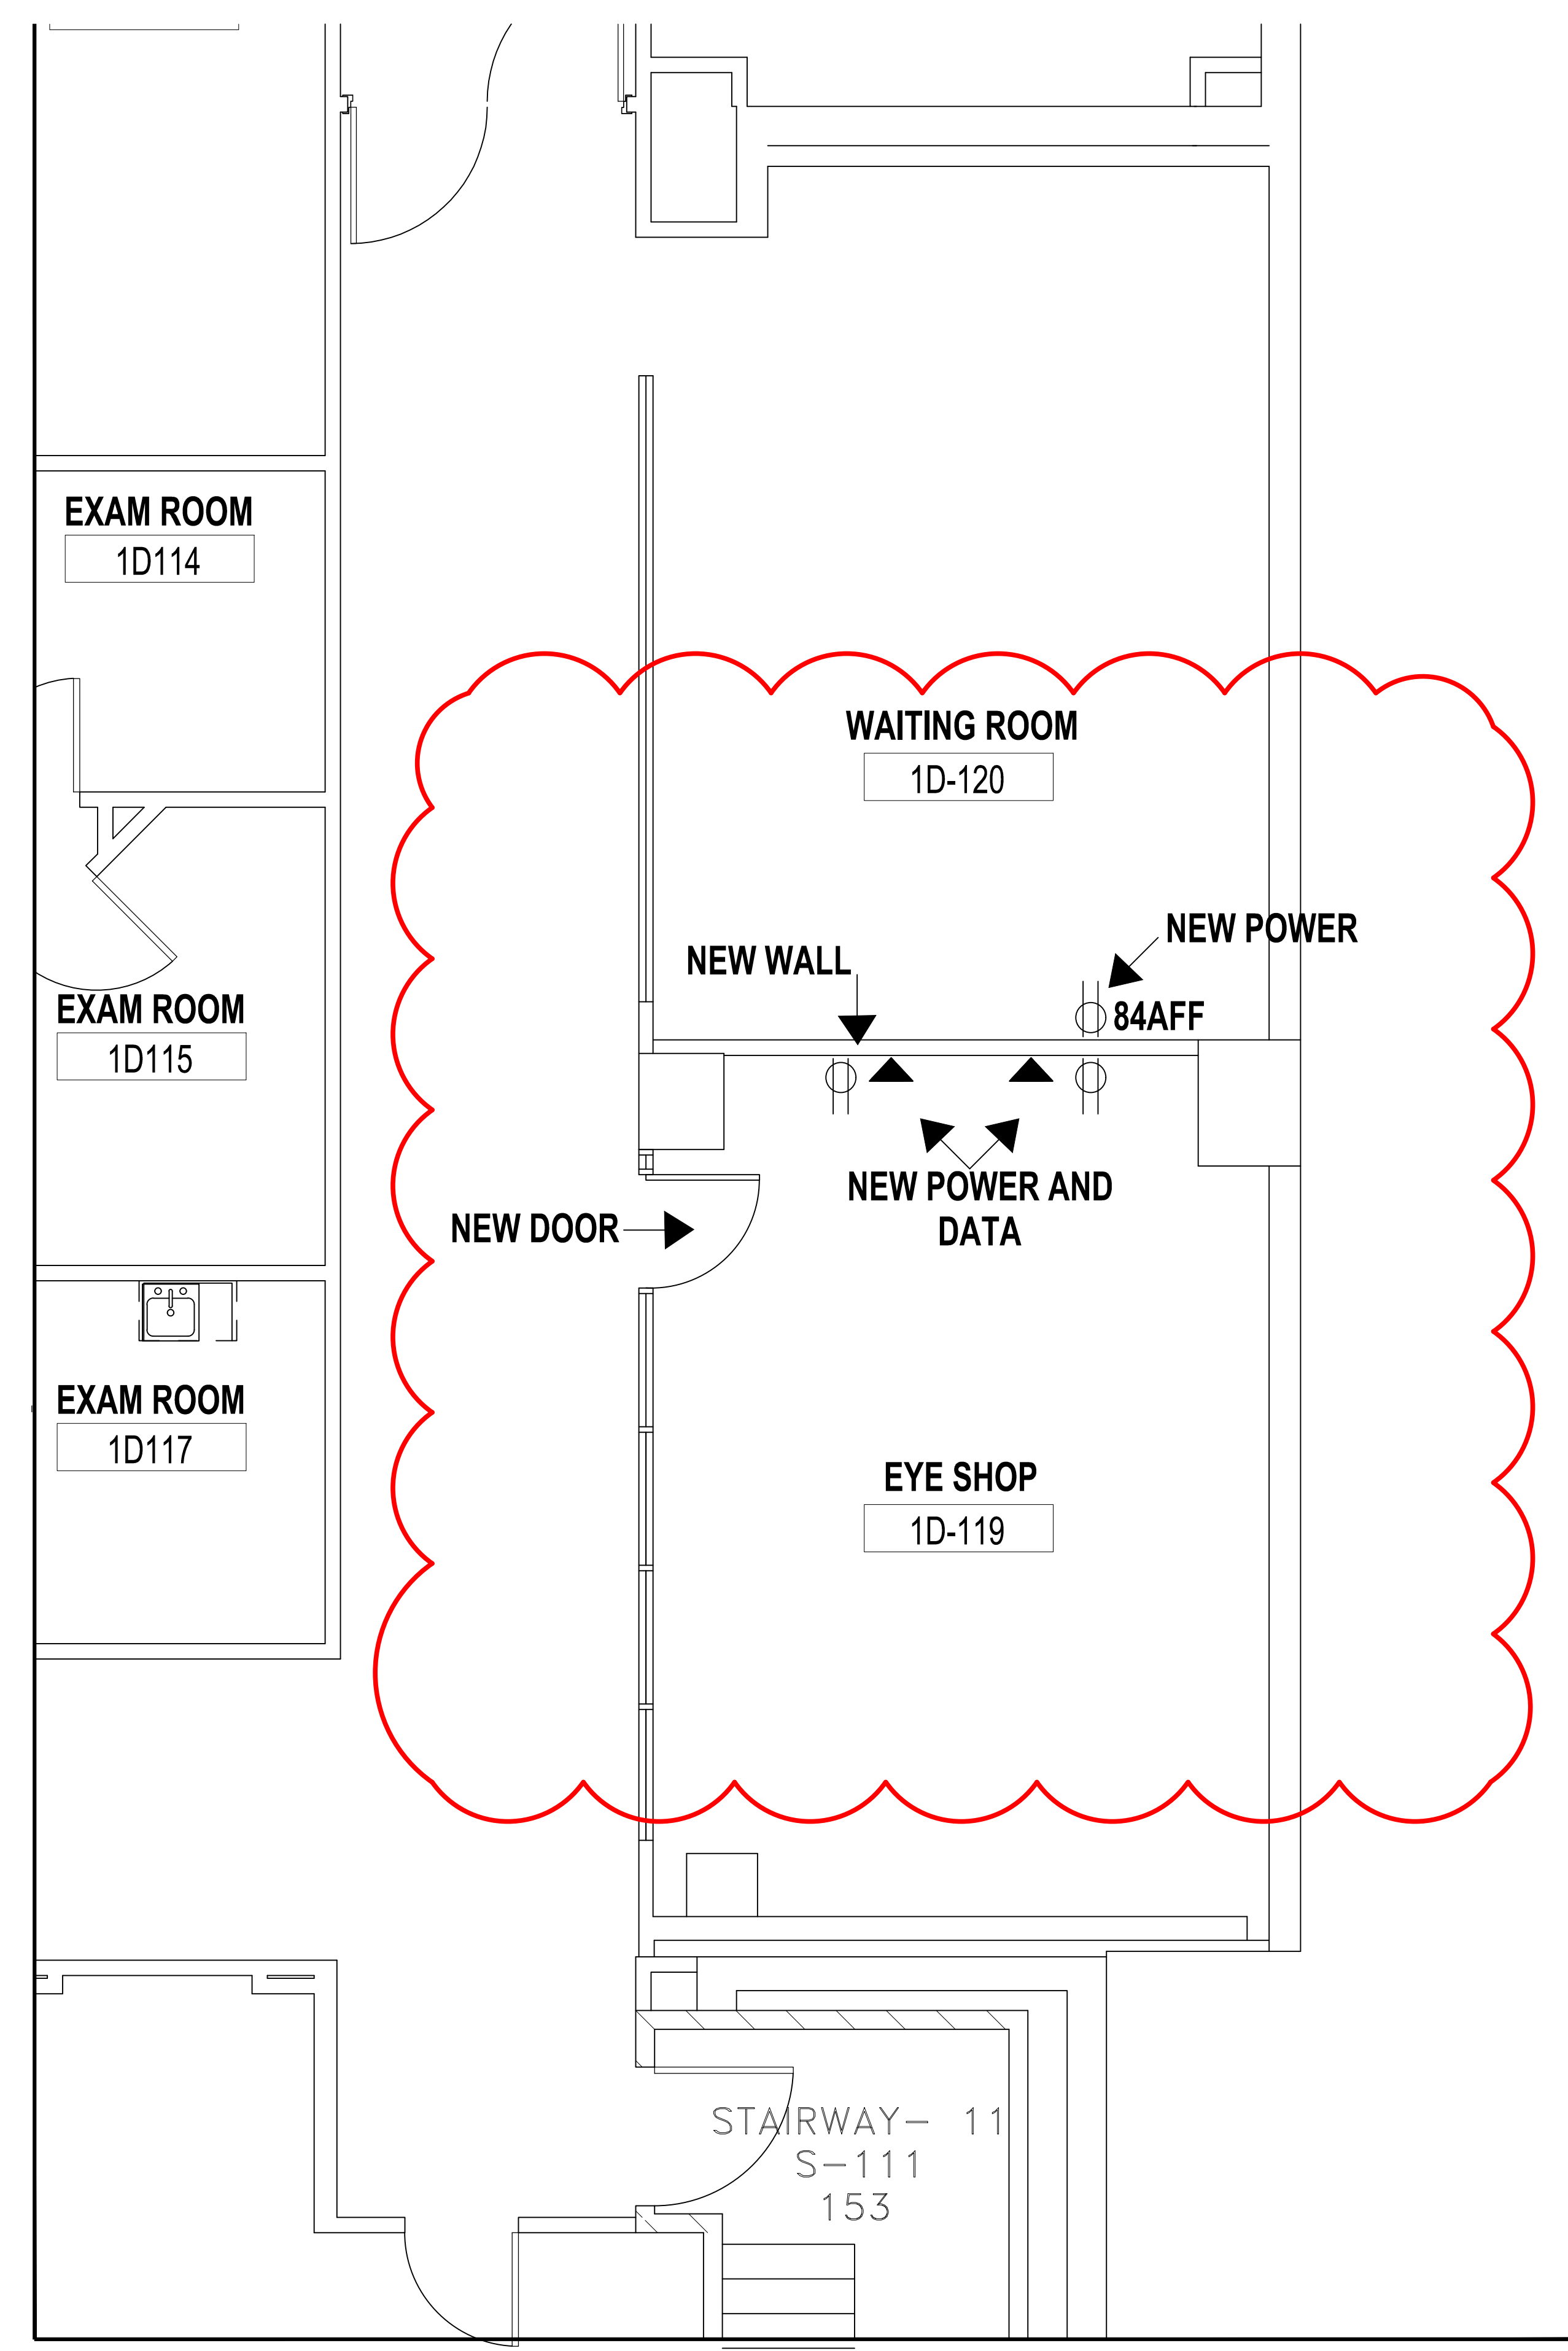 EXAM ROOM
1D114
WAITING ROOM
1D-120
NEW POWER
NEW WALL
84AFF
EXAM ROOM
1D115
NEW POWER AND
DATA
NEW DOOR
EXAM ROOM
1D117
EYE SHOP
1D-119
STAIRWAY- 11
S-111
153